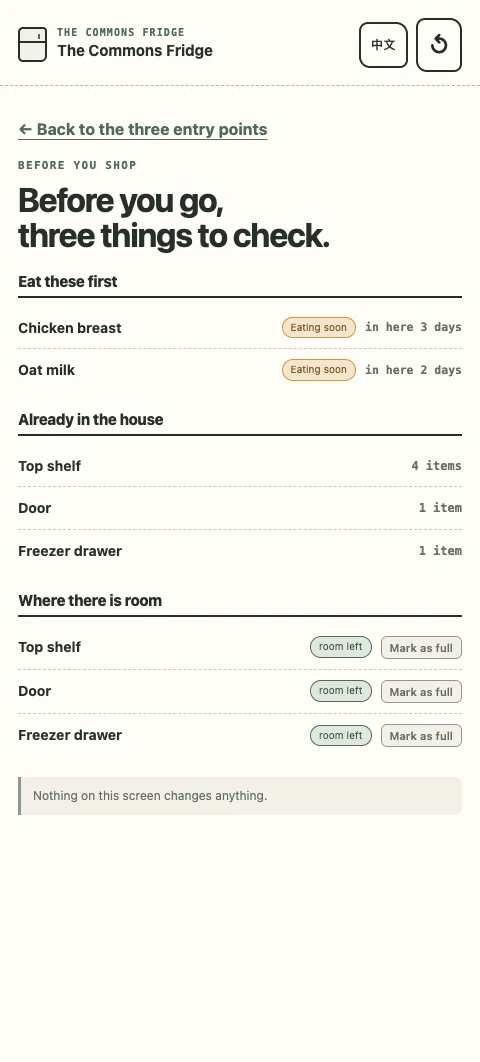 THE COMMONS FRIDGE
The Commons Fridge
中文
← Back to the three entry points
BEFORE YOU SHOP
Before you go,
three things to check.
Eat these first
Chicken breast Eating soon in here 3 days
Oat milk Eating soon in here 2 days
Already in the house
Top shelf 4 items
Door 1 item
Freezer drawer 1 item
Where there is room
Top shelf room left Mark as full
Door room left Mark as full
Freezer drawer room left Mark as full
Nothing on this screen changes anything.